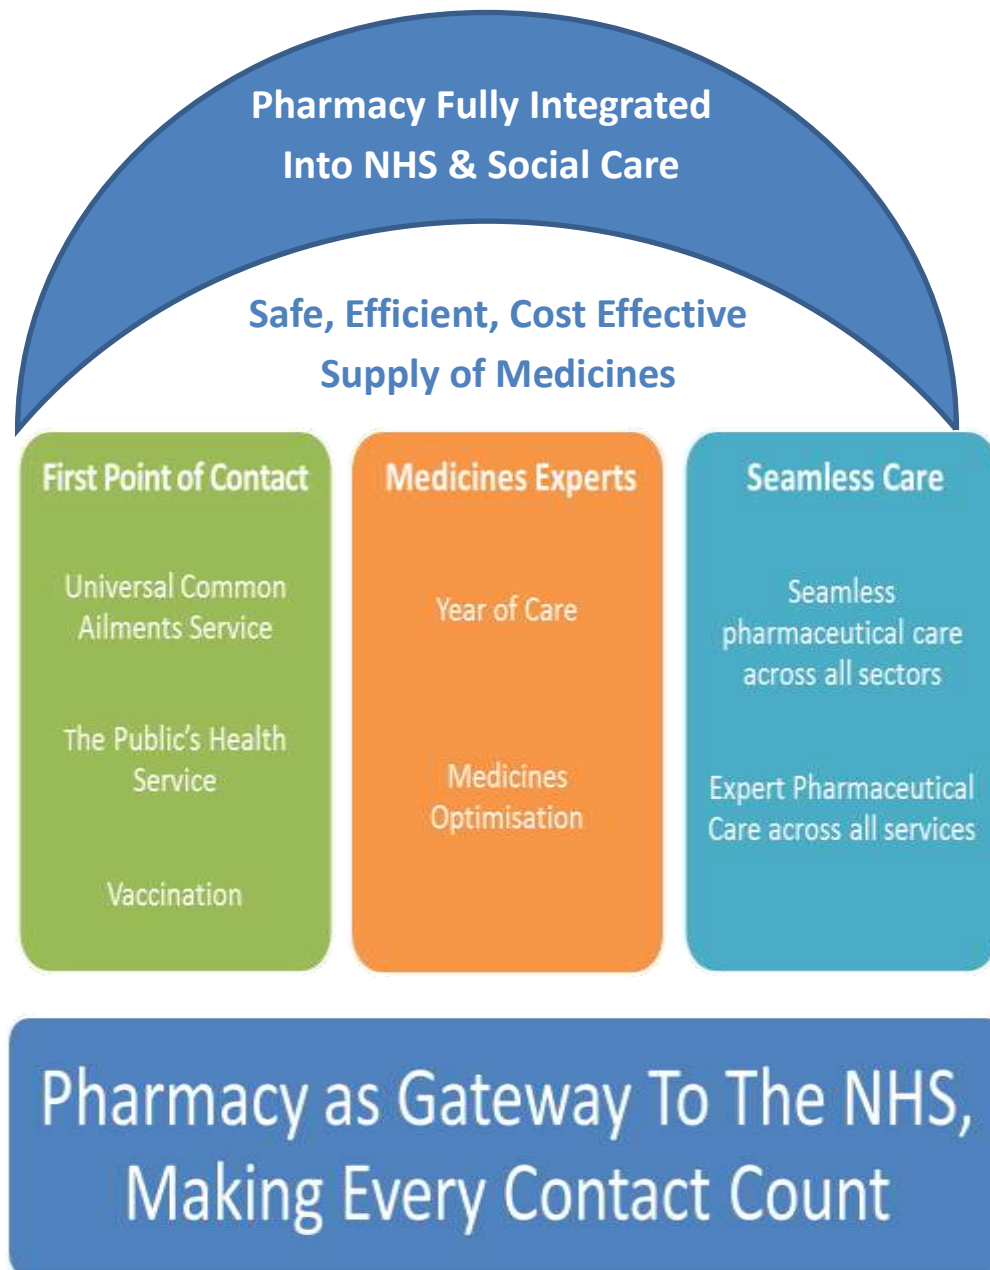 Pharmacy Fully Integrated
Into NHS & Social Care
Safe, Efficient, Cost Effective
Supply of Medicines
First Point of Contact
Universal Common
Ailments Service
The Public's Health
Service
Vaccination
Medicines Experts
Year of Care
Medicines
Optimisation
Seamless Care
Seamless
pharmaceutical care
across all sectors
Expert Pharmaceutical
Care across all services
Pharmacy as Gateway To The NHS,
Making Every Contact Count